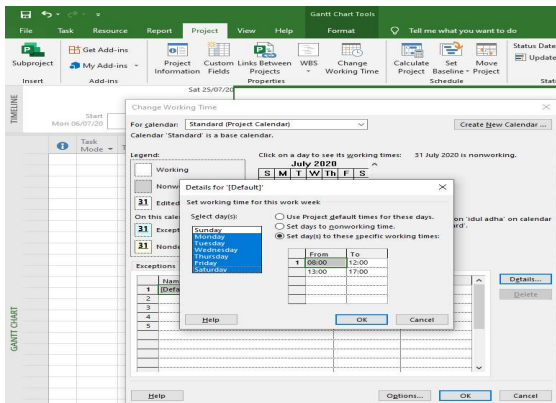 Gantt Chart Tools
File Task Resource Report Project View Help Format Tell me what you want to do
Subproject
Get Add-ins
My Add-ins
Project Information
Custom Fields
Links Between Projects
WBS
Change Working Time
Calculate Project
Set Baseline
Move Project
Status Date
Update
Insert Add-ins Properties Schedule Stat
Sat 25/07/20
TIMELINE
Start
Mon 06/07/20
Task Mode
GANTT CHART
Change Working Time
For calendar: Standard (Project Calendar)
Create New Calendar ...
Calendar 'Standard' is a base calendar.
Legend:
Click on a day to see its working times: 31 July 2020 is nonworking.
Working
July 2020
S M T W Th F S
Nonw
31 Edited
On this cale
31 Except
31 Nonde
on 'idul adha' on calendar
rd'.
Exceptions
Nam
1 [Defa
2
3
4
5
Details...
Delete
Details for '[Default]'
Set working time for this work week
Select day(s):
Sunday
Monday
Tuesday
Wednesday
Thursday
Friday
Saturday
Use Project default times for these days.
Set days to nonworking time.
Set day(s) to these specific working times:
From To
1 08:00 12:00
13:00 17:00
Help OK Cancel
Help Options... OK Cancel